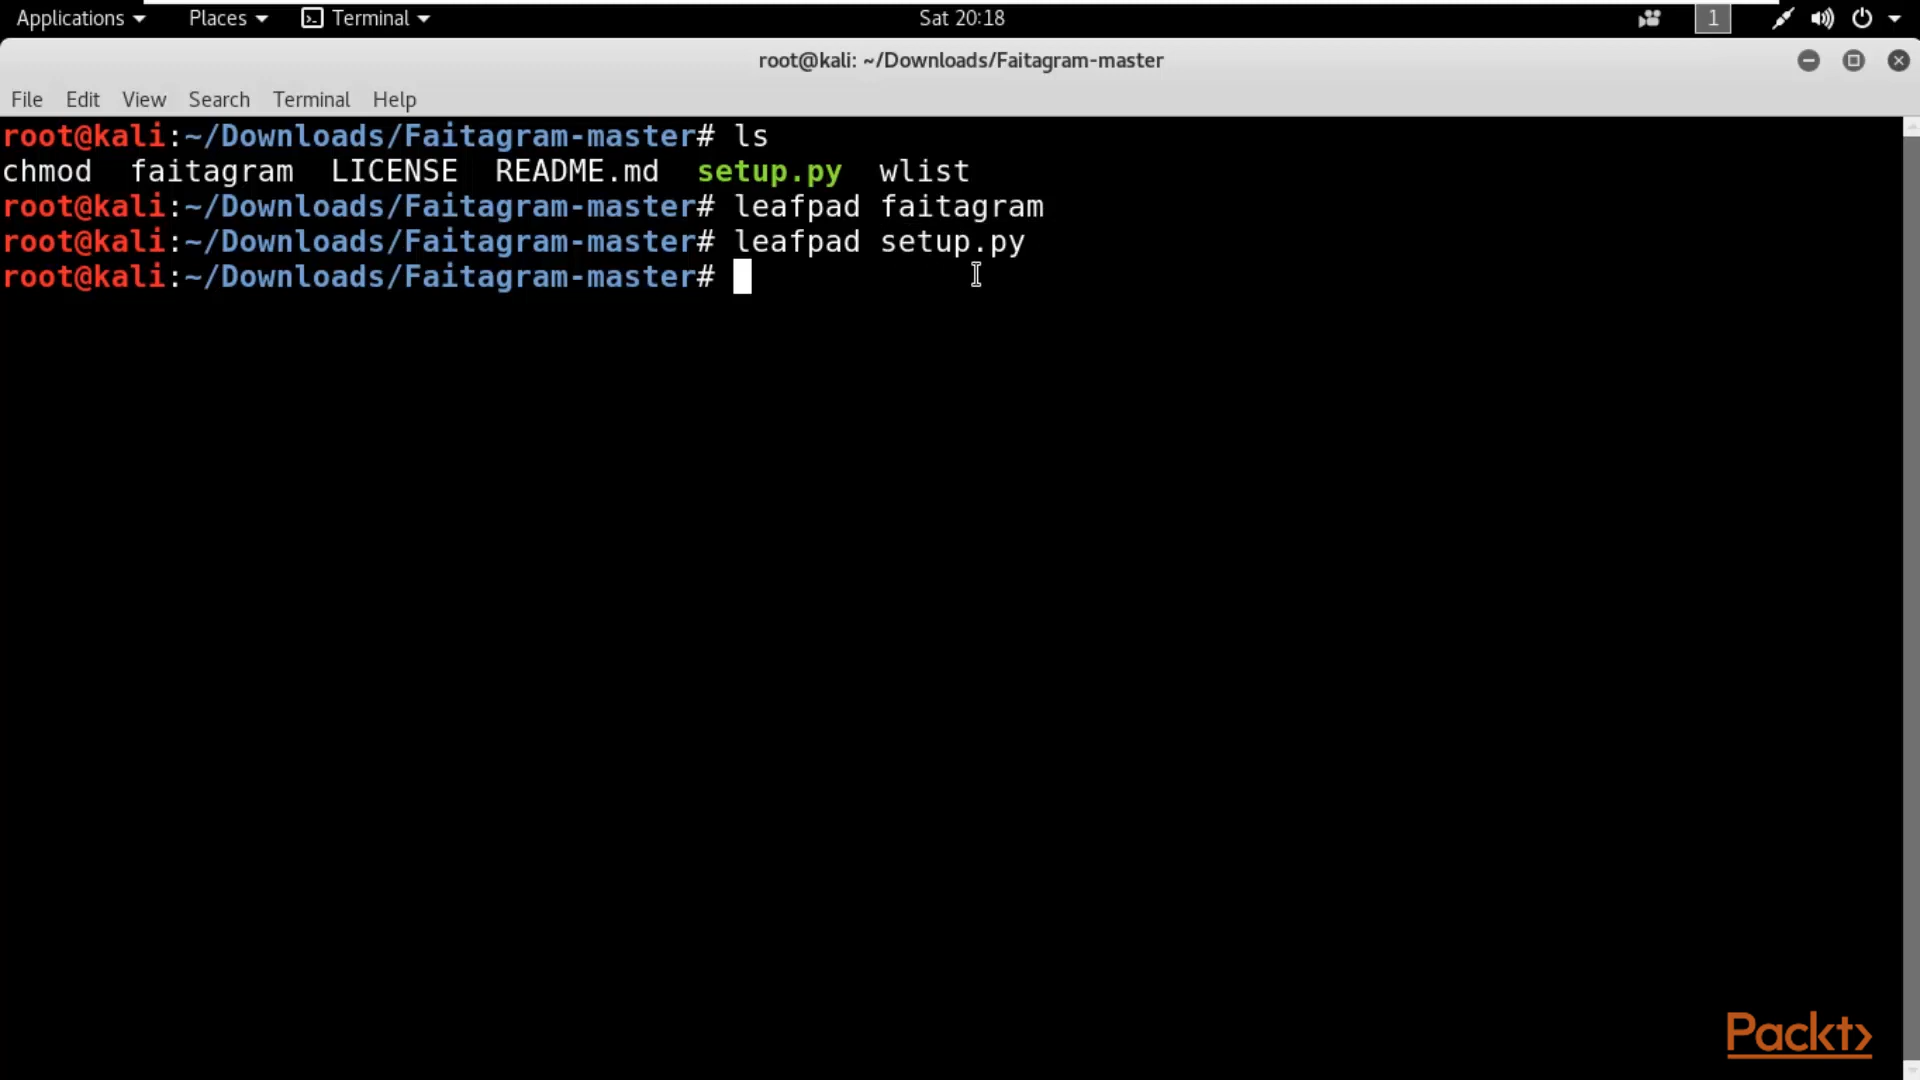 Applications Places Terminal Sat 20:18 1
root@kali: ~/Downloads/Faitagram-master
File Edit View Search Terminal Help
root@kali:~/Downloads/Faitagram-master# ls
chmod faitagram LICENSE README.md setup.py wlist
root@kali:~/Downloads/Faitagram-master# leafpad faitagram
root@kali:~/Downloads/Faitagram-master# leafpad setup.py
root@kali:~/Downloads/Faitagram-master#
Packt>